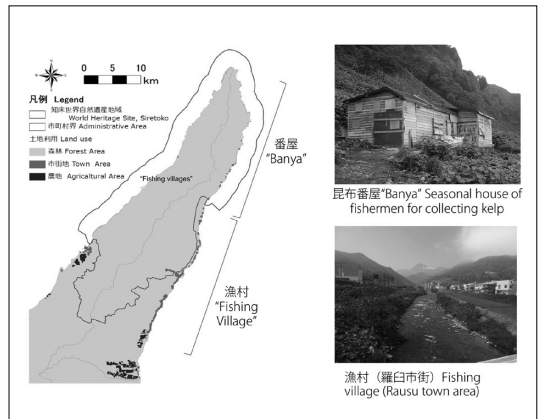 0 5 10
km
凡例 Legend
知床世界自然遺産地域
World Heritage Site, Siretoko
市町村界 Administrative Area
土地利用 Land use
森林 Forest Area
市街地 Town Area
農地 Agricaltural Area
"Fishing villages"
番屋
"Banya"
漁村
"Fishing
Village"
昆布番屋"Banya" Seasonal house of
fishermen for collecting kelp
漁村（羅臼市街）Fishing
village (Rausu town area)